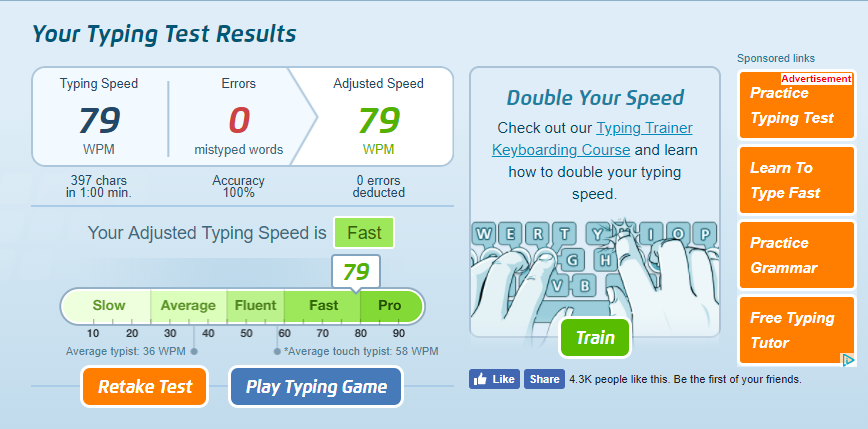 Your Typing Test Results
Typing Speed
79
WPM
Errors
0
mistyped words
Adjusted Speed
79
WPM
397 chars
in 1:00 min.
Accuracy
100%
0 errors
deducted
Your Adjusted Typing Speed is Fast
79
Slow Average Fluent Fast Pro
10 20 30 40 50 60 70 80 90
Average typist: 36 WPM
*Average touch typist: 58 WPM
Retake Test
Play Typing Game
Double Your Speed
Check out our Typing Trainer
Keyboarding Course and learn
how to double your typing
speed.
W E R T Y I O P
G H
V B
Train
Like Share 4.3K people like this. Be the first of your friends.
Sponsored links
Advertisement
Practice
Typing Test
Learn To
Type Fast
Practice
Grammar
Free Typing
Tutor